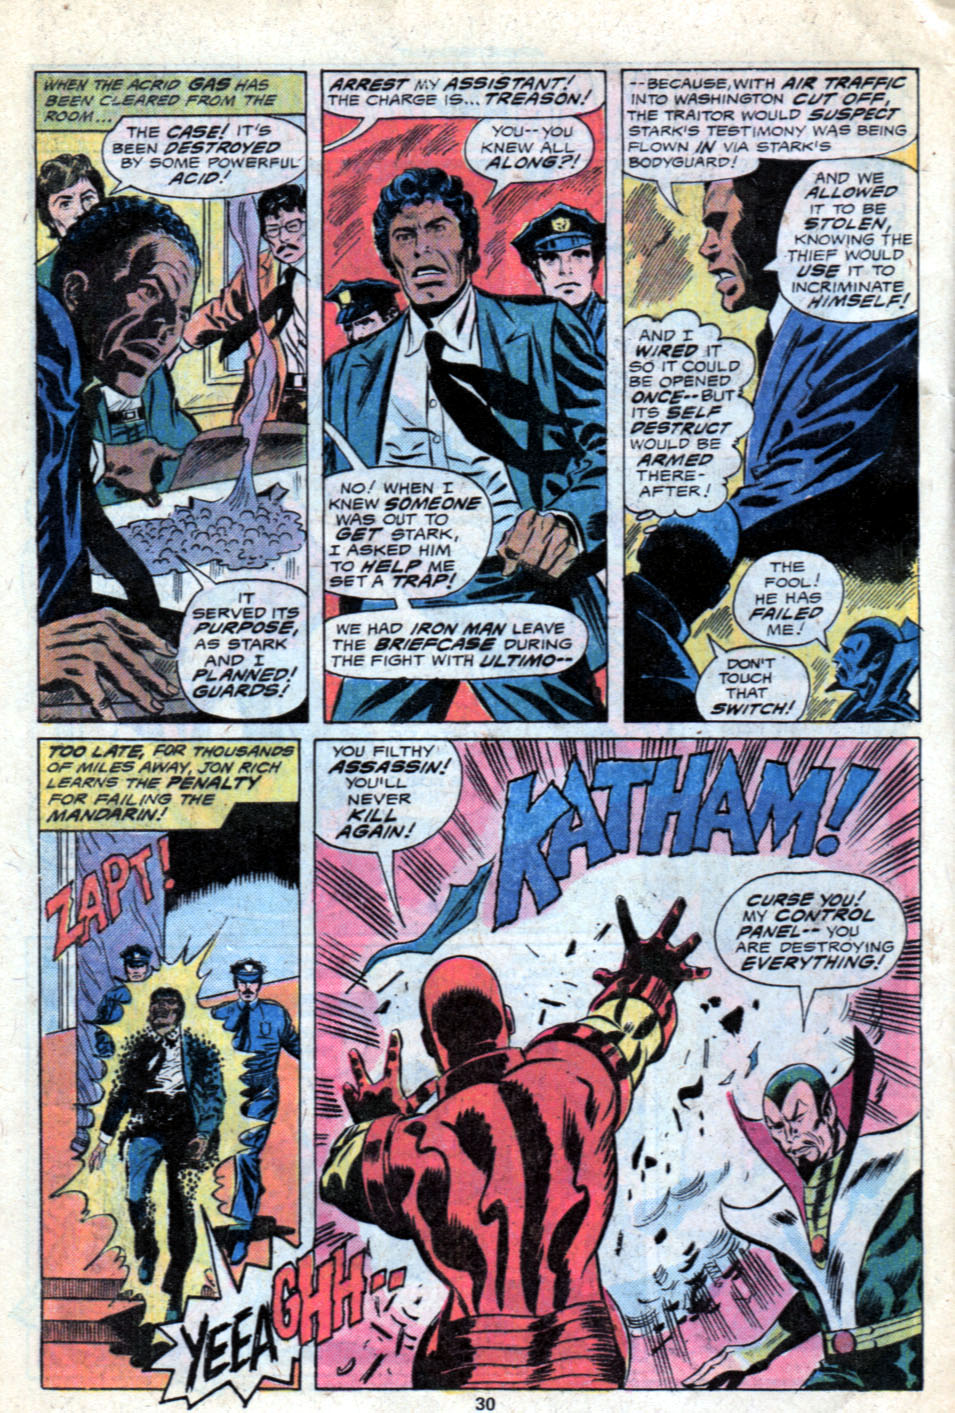 WHEN THE ACRID GAS HAS
BEEN CLEARED FROM THE
ROOM...
THE CASE! IT'S
BEEN DESTROYED
BY SOME POWERFUL
ACID!
IT
SERVED ITS
PURPOSE,
AS STARK
AND I
PLANNED!
GUARDS!
ARREST MY ASSISTANT!
THE CHARGE IS... TREASON!
YOU--YOU
KNEW ALL
ALONG?!
NO! WHEN I
KNEW SOMEONE
WAS OUT TO
GET STARK,
I ASKED HIM
TO HELP ME
SET A TRAP!
WE HAD IRON MAN LEAVE
THE BRIEFCASE DURING
THE FIGHT WITH ULTIMO--
--BECAUSE, WITH AIR TRAFFIC
INTO WASHINGTON CUT OFF,
THE TRAITOR WOULD SUSPECT
STARK'S TESTIMONY WAS BEING
FLOWN IN VIA STARK'S
BODYGUARD!
AND WE
ALLOWED
IT TO BE
STOLEN,
KNOWING THE
THIEF WOULD
USE IT TO
INCRIMINATE
HIMSELF!
AND I
WIRED IT
SO IT COULD
BE OPENED
ONCE--BUT
ITS SELF
DESTRUCT
WOULD BE
ARMED
THERE-
AFTER!
THE
FOOL!
HE HAS
FAILED
ME!
DON'T
TOUCH
THAT
SWITCH!
TOO LATE, FOR THOUSANDS
OF MILES AWAY, JON RICH
LEARNS THE PENALTY
FOR FAILING THE
MANDARIN!
ZAPT!
YEEAGHH--
YOU FILTHY
ASSASSIN!
YOU'LL
NEVER
KILL
AGAIN!
KATHAM!
CURSE YOU!
MY CONTROL
PANEL-- YOU
ARE DESTROYING
EVERYTHING!
30